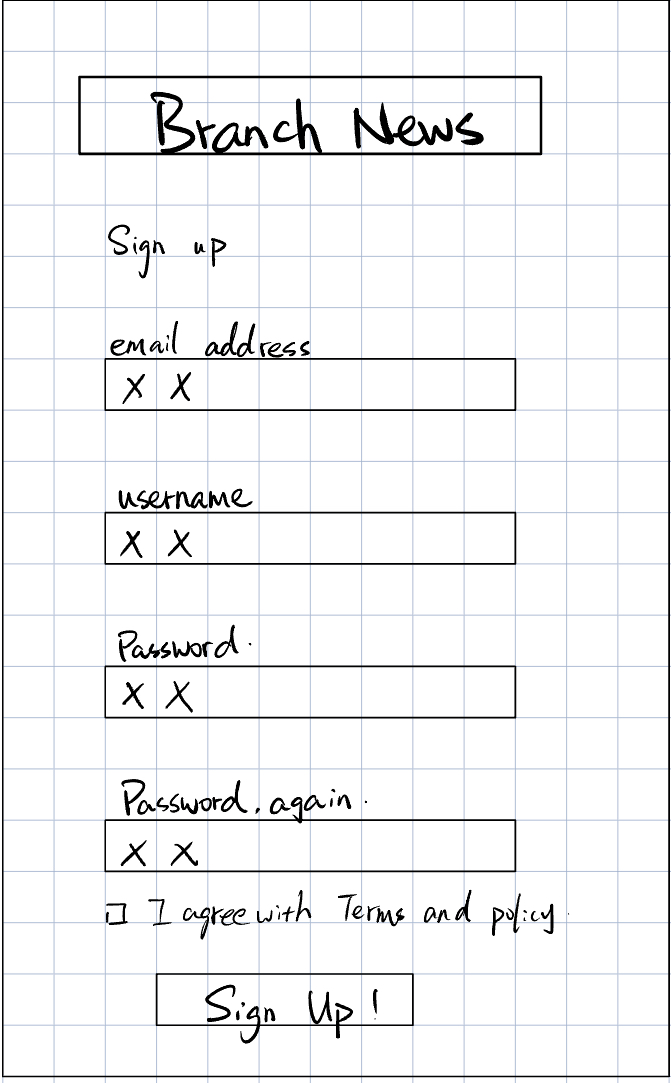 Branch News
Sign up
email address
X X
username
X X
Password.
X X
Password, again.
X X
I agree with Terms and policy.
Sign Up!